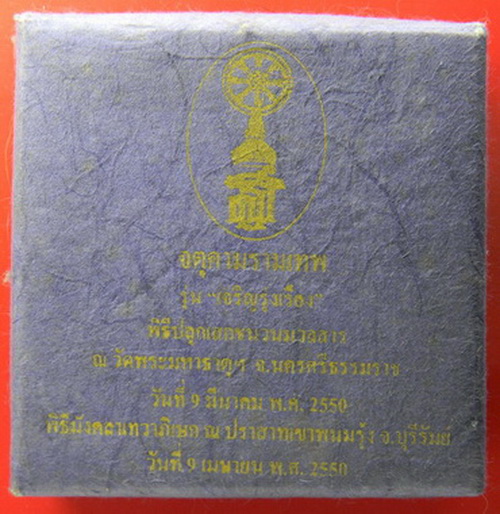 จตุคามรามเทพ
รุ่น "เจริญรุ่งเรือง"
พิธีปลุกเสกชนวนมวลสาร
ณ วัดพระมหาธาตุฯ จ.นครศรีธรรมราช
วันที่ 9 มีนาคม พ.ศ. 2550
พิธีมังคลาเทวาภิเษก ณ ปราสาทเขาพนมรุ้ง จ.บุรีรัมย์
วันที่ 9 เมษายน พ.ศ 2550